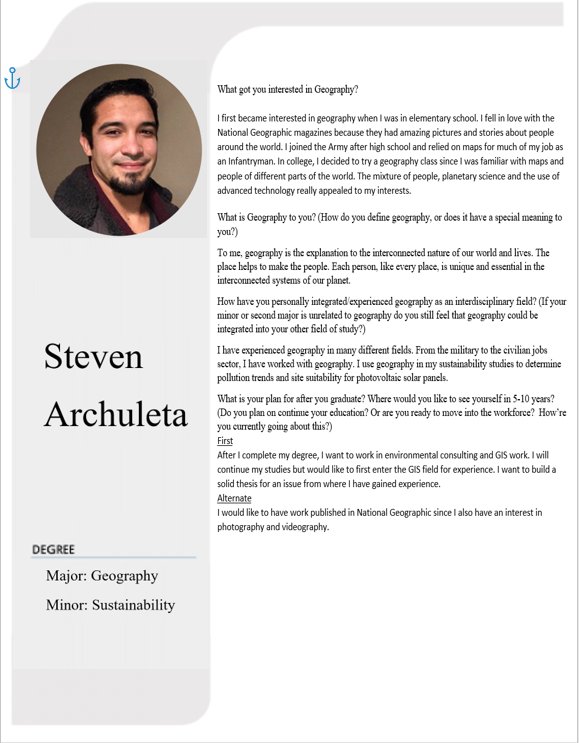 What got you interested in Geography?
I first became interested in geography when I was in elementary school. I fell in love with the
National Geographic magazines because they had amazing pictures and stories about people
around the world. I joined the Army after high school and relied on maps for much of my job as
an Infantryman. In college, I decided to try a geography class since I was familiar with maps and
people of different parts of the world. The mixture of people, planetary science and the use of
advanced technology really appealed to my interests.
What is Geography to you? (How do you define geography, or does it have a special meaning to
you?)
To me, geography is the explanation to the interconnected nature of our world and lives. The
place helps to make the people. Each person, like every place, is unique and essential in the
interconnected systems of our planet.
How have you personally integrated/experienced geography as an interdisciplinary field? (If your
minor or second major is unrelated to geography do you still feel that geography could be
integrated into your other field of study?)
I have experienced geography in many different fields. From the military to the civilian jobs
sector, I have worked with geography. I use geography in my sustainability studies to determine
pollution trends and site suitability for photovoltaic solar panels.
What is your plan for after you graduate? Where would you like to see yourself in 5-10 years?
(Do you plan on continue your education? Or are you ready to move into the workforce? How're
you currently going about this?)
First
After I complete my degree, I want to work in environmental consulting and GIS work. I will
continue my studies but would like to first enter the GIS field for experience. I want to build a
solid thesis for an issue from where I have gained experience.
Alternate
I would like to have work published in National Geographic since I also have an interest in
photography and videography.
Steven
Archuleta
DEGREE
Major: Geography
Minor: Sustainability